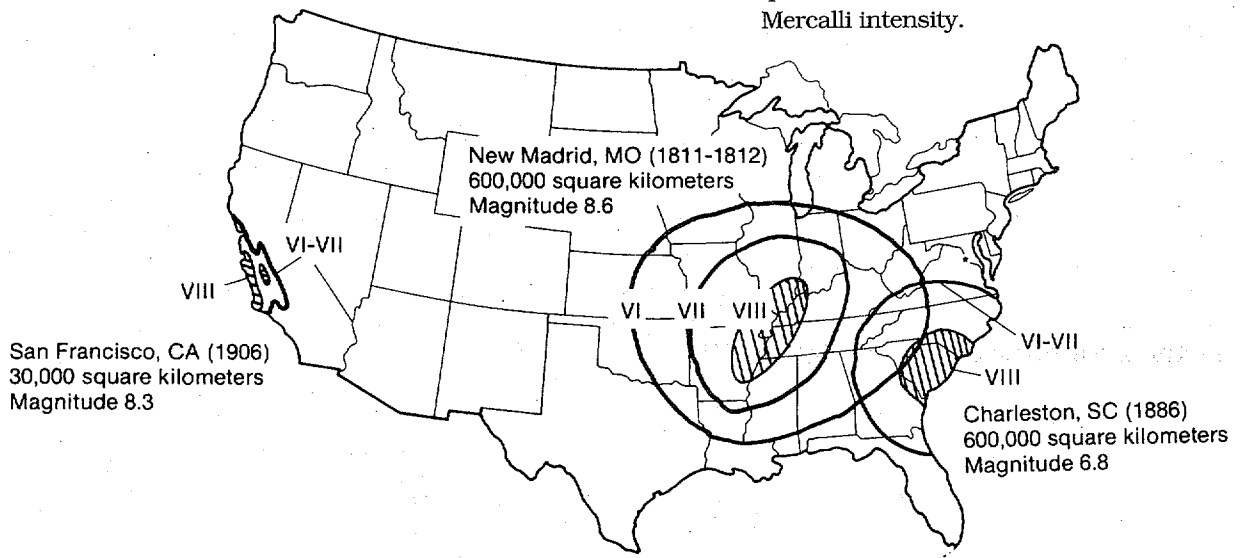 Mercalli intensity.
New Madrid, MO (1811-1812)
600,000 square kilometers
Magnitude 8.6
VI-VII
VIII
VI
VII
VIII
San Francisco, CA (1906)
30,000 square kilometers
Magnitude 8.3
VI-VII
VIII
Charleston, SC (1886)
600,000 square kilometers
Magnitude 6.8